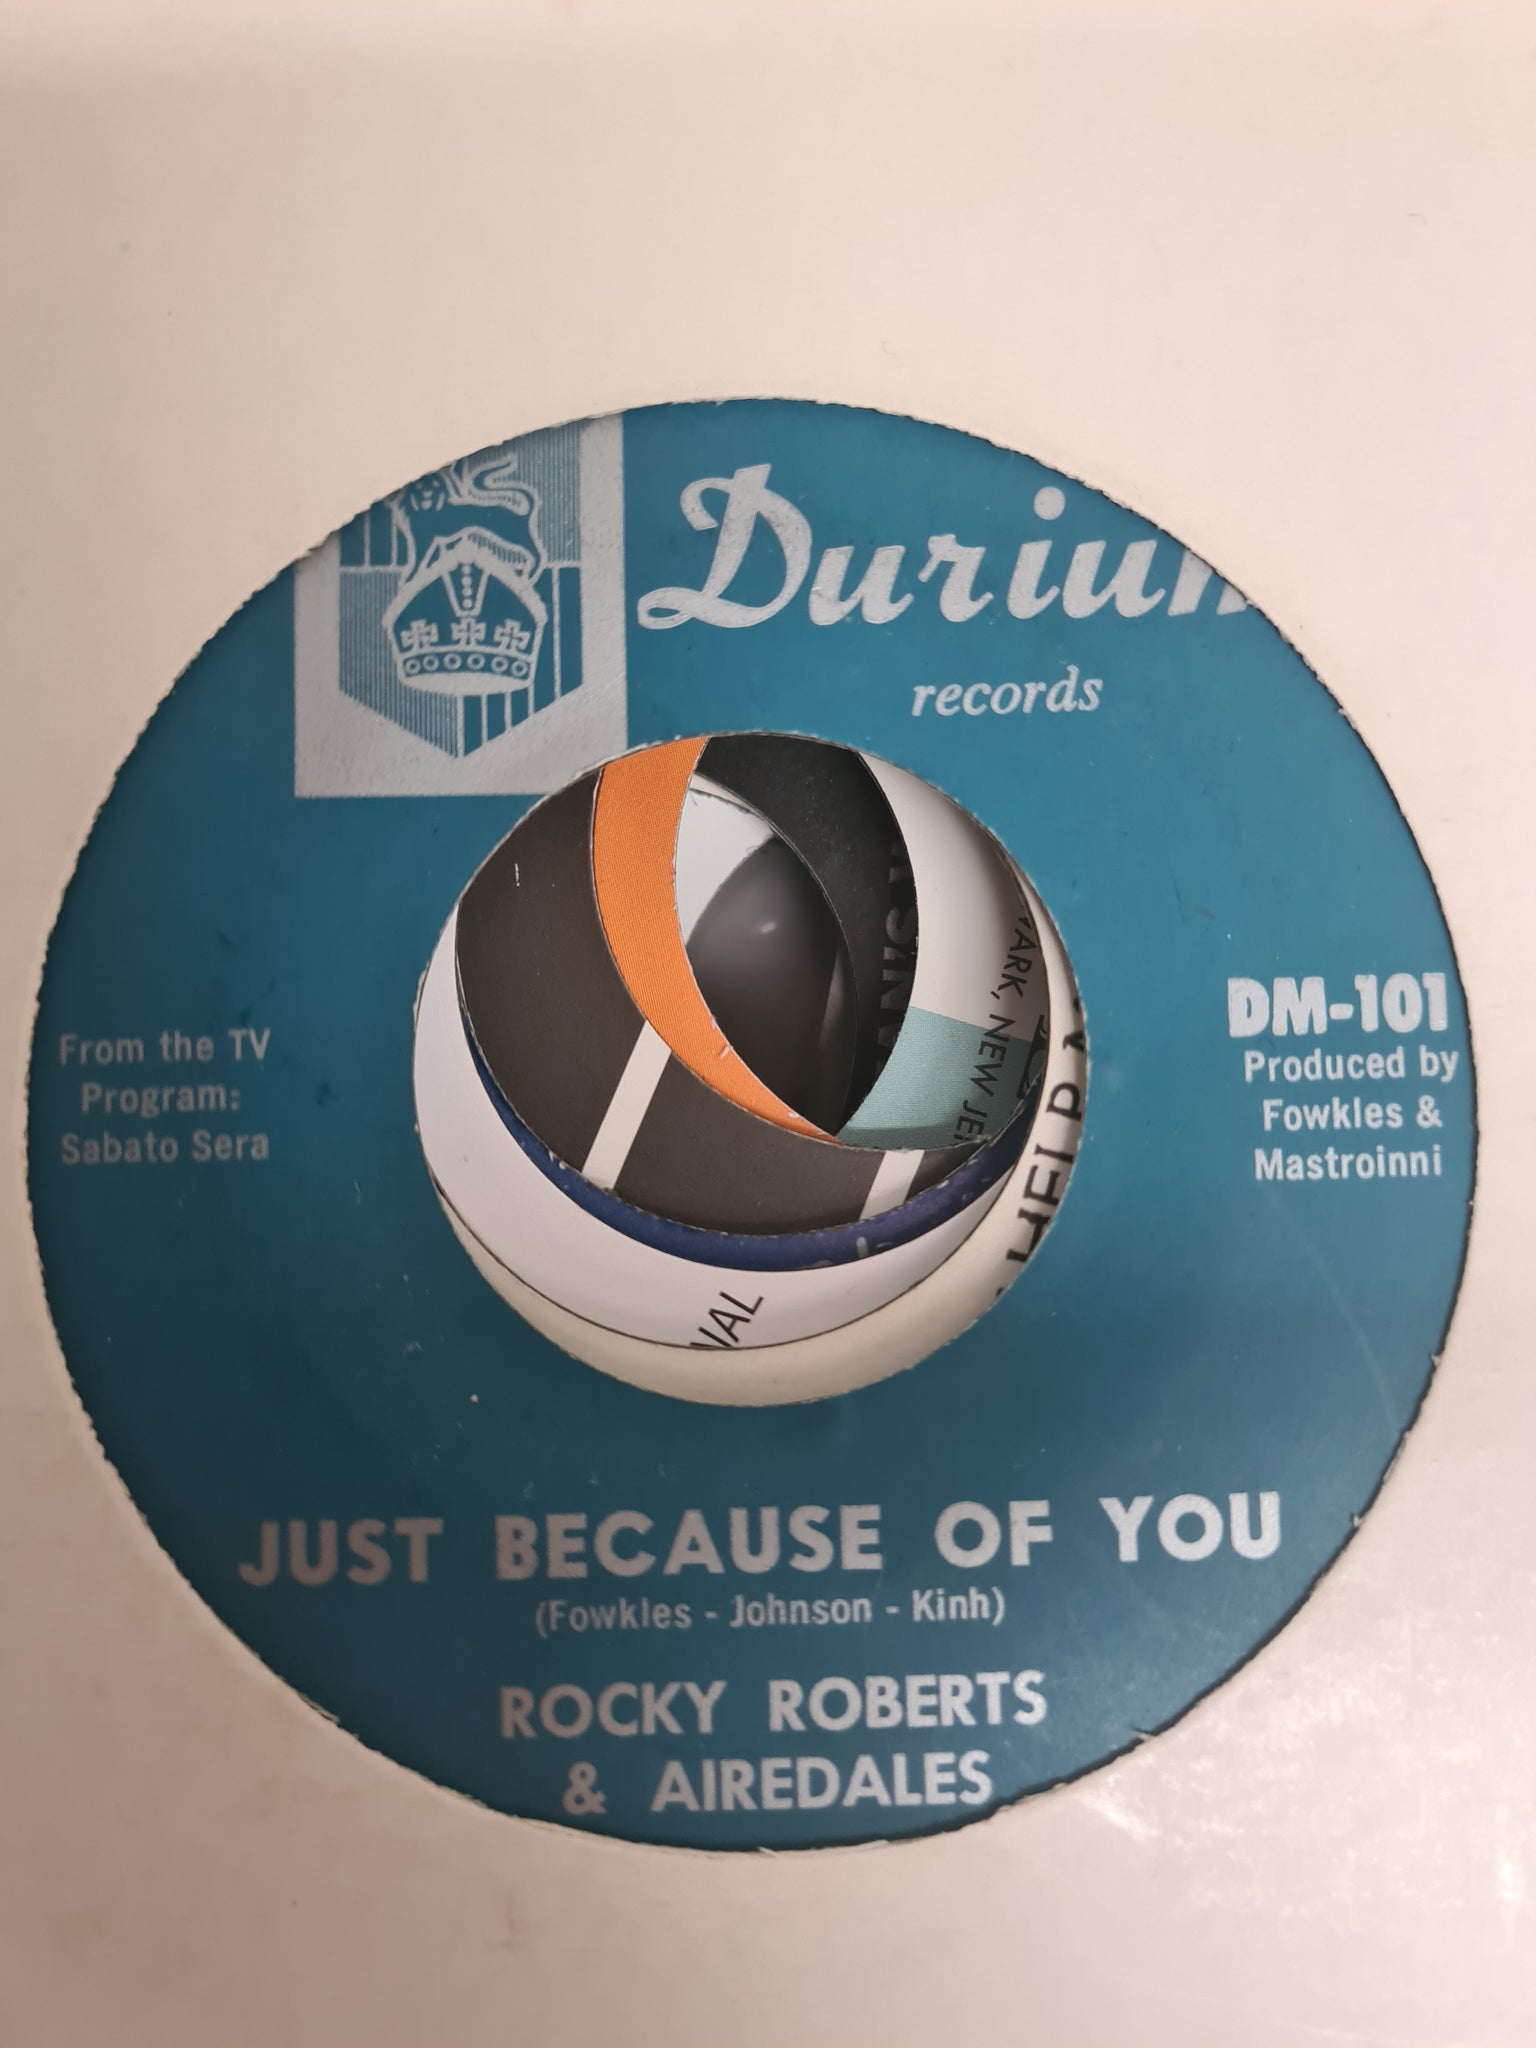 Durium
records
From the TV
Program:
Sabato Sera
DM-101
Produced by
Fowkles &
Mastroinni
JUST BECAUSE OF YOU
(Fowkles - Johnson - Kinh)
ROCKY ROBERTS
& AIREDALES